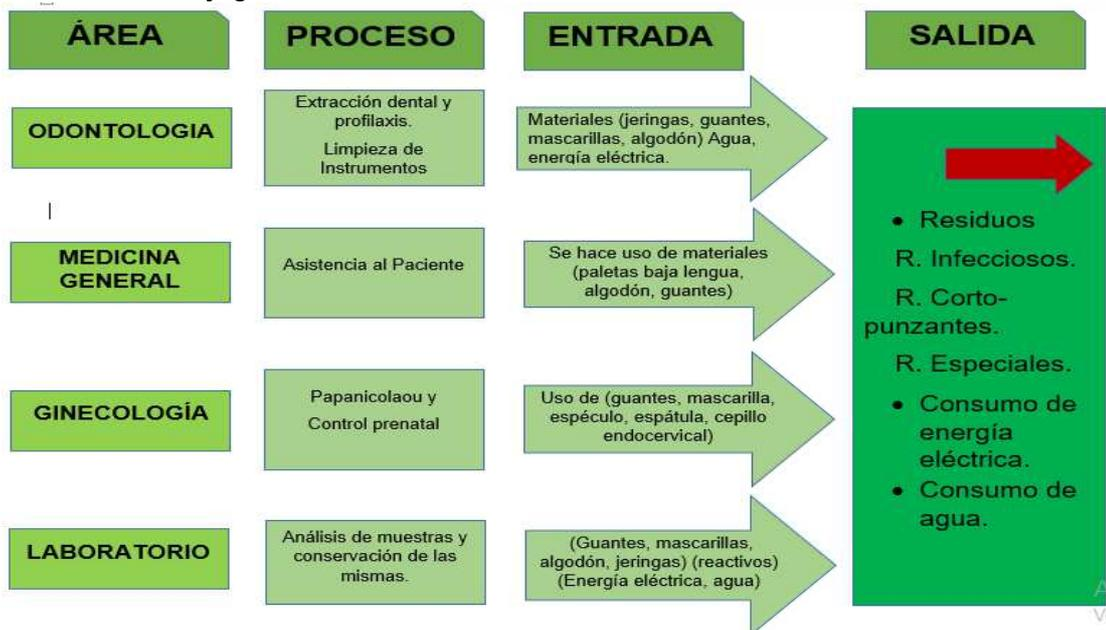 ÁREA
PROCESO
ENTRADA
SALIDA
ODONTOLOGIA
Extracción dental y
profilaxis.
Limpieza de
Instrumentos
Materiales (jeringas, guantes,
mascarillas, algodón) Agua,
energía eléctrica.
MEDICINA
GENERAL
Asistencia al Paciente
Se hace uso de materiales
(paletas baja lengua,
algodón, guantes)
GINECOLOGÍA
Papanicolaou y
Control prenatal
Uso de (guantes, mascarilla,
espéculo, espátula, cepillo
endocervical)
LABORATORIO
Análisis de muestras y
conservación de las
mismas.
(Guantes, mascarillas,
algodón, jeringas) (reactivos)
(Energía eléctrica, agua)
• Residuos
R. Infecciosos.
R. Corto-
punzantes.
R. Especiales.
• Consumo de
energía
eléctrica.
• Consumo de
agua.